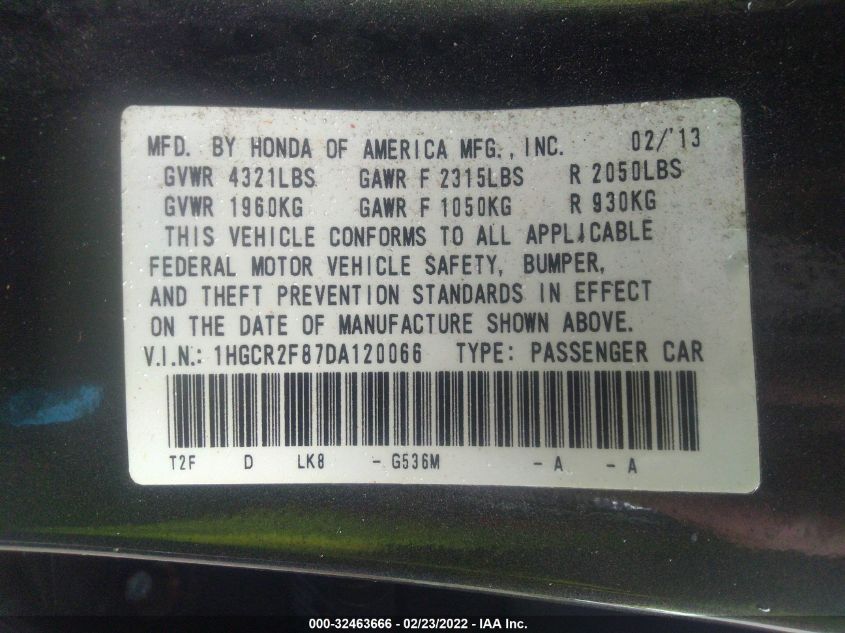 MFD. BY HONDA OF AMERICA MFG., INC. 02/'13
GVWR 4321LBS GAWR F 2315LBS R 2050LBS
GVWR 1960KG GAWR F 1050KG R 930KG
THIS VEHICLE CONFORMS TO ALL APPLICABLE
FEDERAL MOTOR VEHICLE SAFETY, BUMPER,
AND THEFT PREVENTION STANDARDS IN EFFECT
ON THE DATE OF MANUFACTURE SHOWN ABOVE.
V.I.N.: 1HGCR2F87DA120066 TYPE: PASSENGER CAR
T2F D LK8 - G536M - A - A
000-32463666 - 02/23/2022 - IAA Inc.